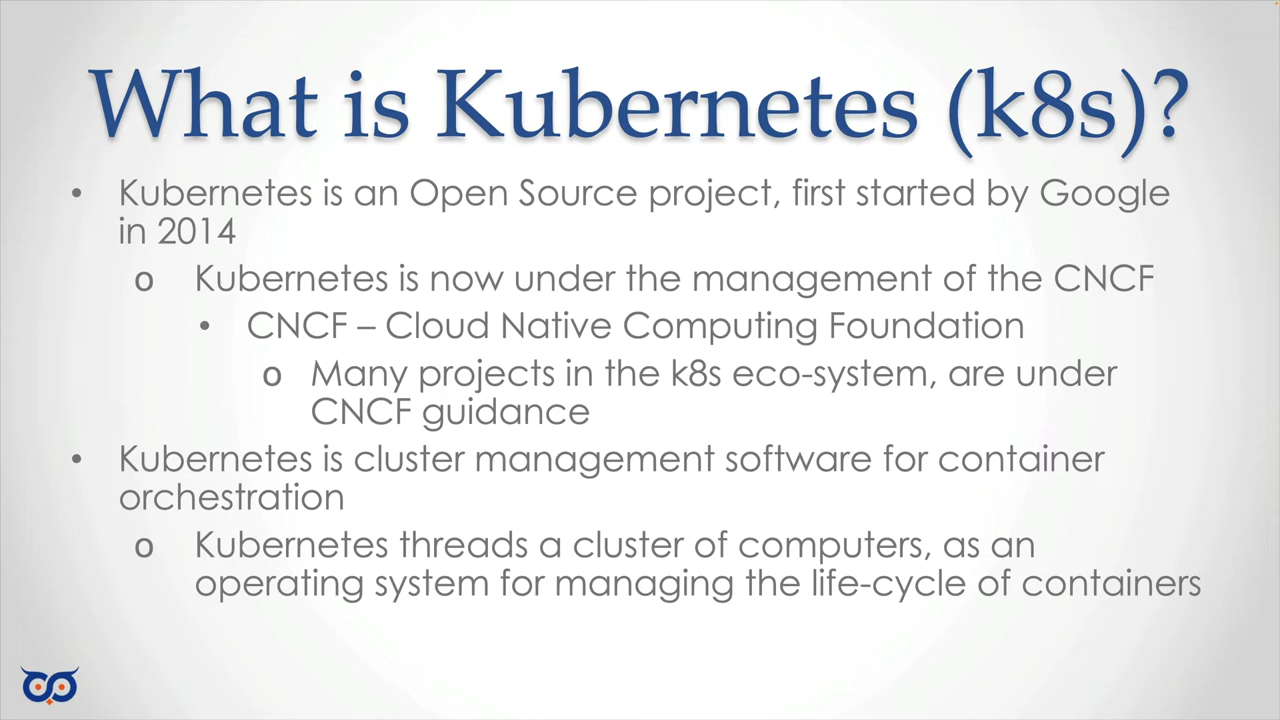 What is Kubernetes (k8s)?
• Kubernetes is an Open Source project, first started by Google
in 2014
o Kubernetes is now under the management of the CNCF
• CNCF – Cloud Native Computing Foundation
o Many projects in the k8s eco-system, are under
CNCF guidance
• Kubernetes is cluster management software for container
orchestration
o Kubernetes threads a cluster of computers, as an
operating system for managing the life-cycle of containers